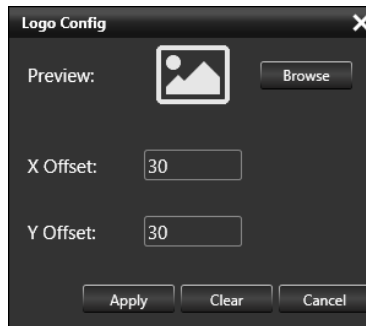 Logo Config
Preview:
Browse
X Offset:
30
Y Offset:
30
Apply
Clear
Cancel